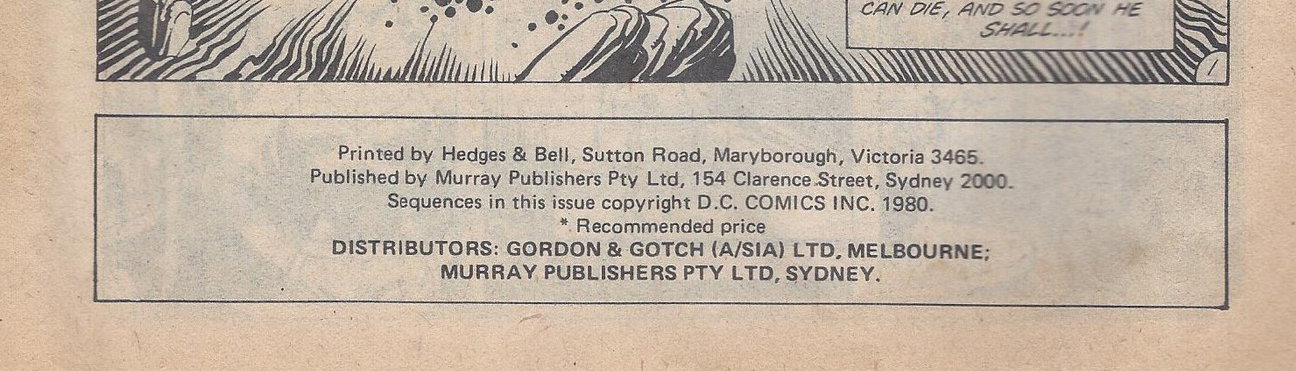 CAN DIE, AND SO SOON HE
SHALL...!
1
Printed by Hedges & Bell, Sutton Road, Maryborough, Victoria 3465.
Published by Murray Publishers Pty Ltd, 154 Clarence Street, Sydney 2000.
Sequences in this issue copyright D.C. COMICS INC. 1980.
* Recommended price
DISTRIBUTORS: GORDON & GOTCH (A/SIA) LTD, MELBOURNE;
MURRAY PUBLISHERS PTY LTD, SYDNEY.